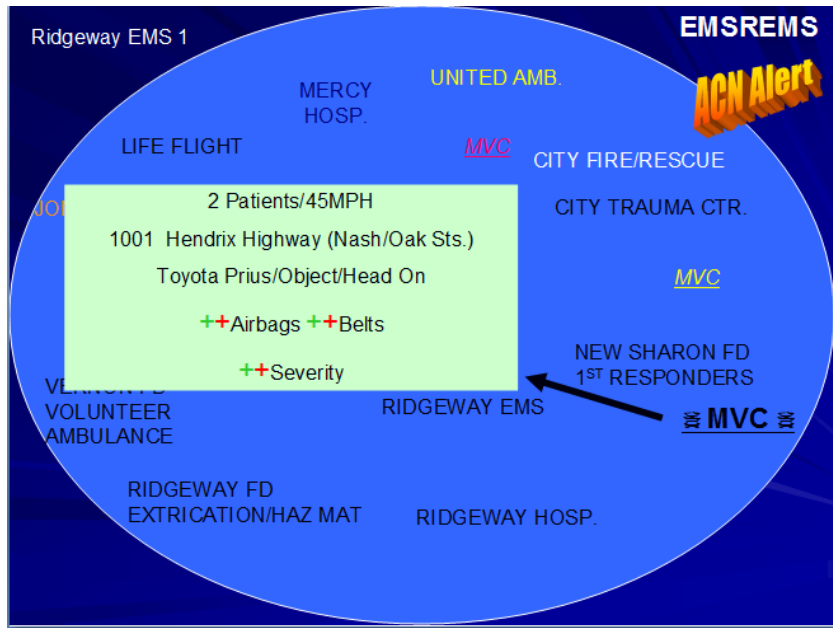 Ridgeway EMS 1
EMSREMS
ACN Alert
UNITED AMB.
MERCY
HOSP.
LIFE FLIGHT
MVC
CITY FIRE/RESCUE
CITY TRAUMA CTR.
2 Patients/45MPH
1001 Hendrix Highway (Nash/Oak Sts.)
Toyota Prius/Object/Head On
++Airbags ++Belts
++Severity
MVC
NEW SHARON FD
1ST RESPONDERS
MVC
VOLUNTEER
AMBULANCE
RIDGEWAY EMS
RIDGEWAY FD
EXTRICATION/HAZ MAT
RIDGEWAY HOSP.